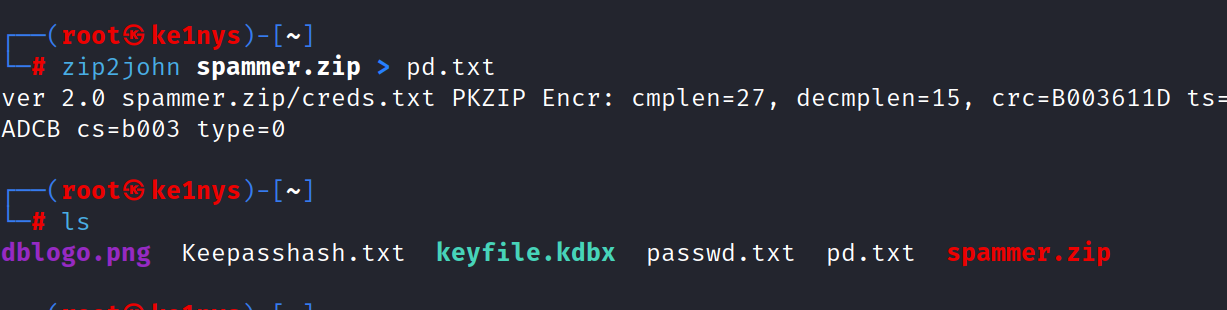 ┌──(root㉿ke1nys)-[~]
└─# zip2john spammer.zip > pd.txt
ver 2.0 spammer.zip/creds.txt PKZIP Encr: cmplen=27, decmplen=15, crc=B003611D ts=
ADCB cs=b003 type=0
┌──(root㉿ke1nys)-[~]
└─# ls
dblogo.png  Keepasshash.txt  keyfile.kdbx  passwd.txt  pd.txt  spammer.zip